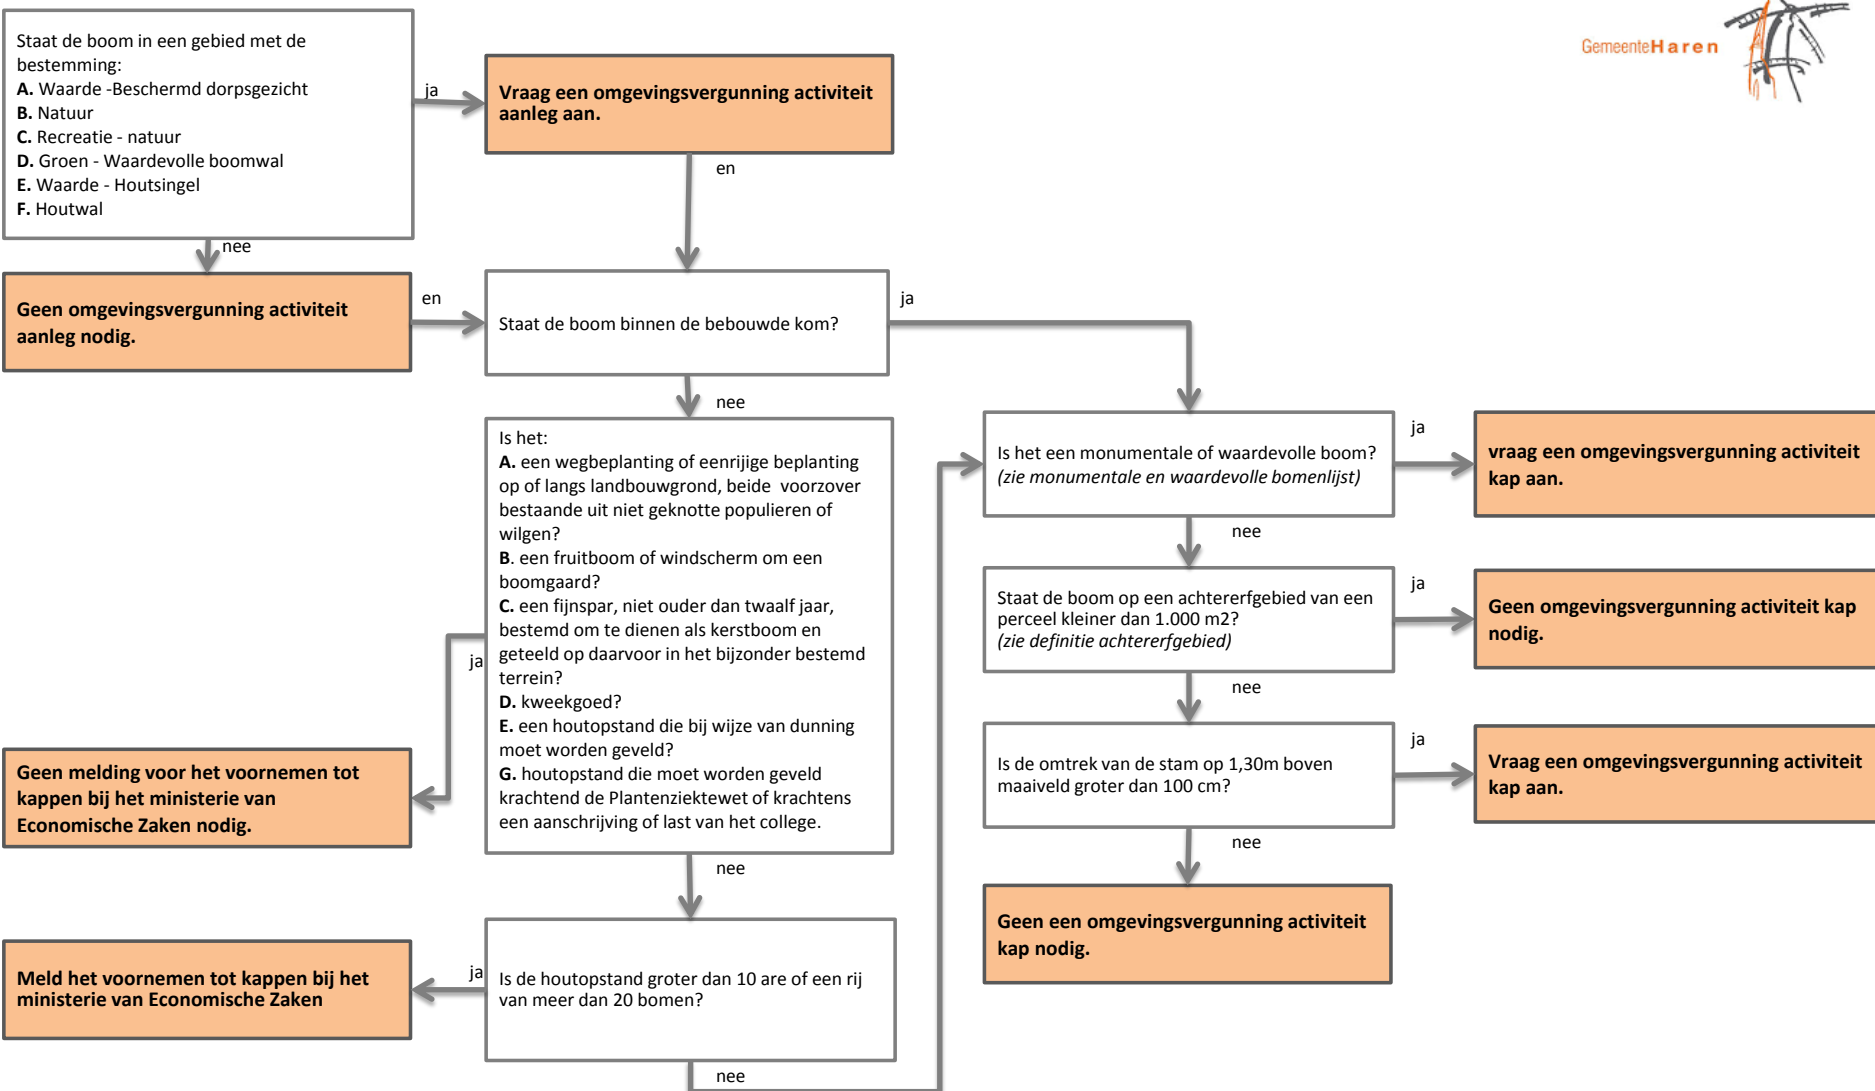 GemeenteHaren
Staat de boom in een gebied met de
bestemming:
A. Waarde -Beschermd dorpsgezicht
B. Natuur
C. Recreatie - natuur
D. Groen - Waardevolle boomwal
E. Waarde - Houtsingel
F. Houtwal
ja
Vraag een omgevingsvergunning activiteit
aanleg aan.
en
nee
Geen omgevingsvergunning activiteit
aanleg nodig.
en
Staat de boom binnen de bebouwde kom?
ja
nee
Is het:
A. een wegbeplanting of eenrijige beplanting
op of langs landbouwgrond, beide voorzover
bestaande uit niet geknotte populieren of
wilgen?
B. een fruitboom of windscherm om een
boomgaard?
C. een fijnspar, niet ouder dan twaalf jaar,
bestemd om te dienen als kerstboom en
geteeld op daarvoor in het bijzonder bestemd
terrein?
D. kweekgoed?
E. een houtopstand die bij wijze van dunning
moet worden geveld?
G. houtopstand die moet worden geveld
krachtend de Plantenziektewet of krachtens
een aanschrijving of last van het college.
ja
Geen melding voor het voornemen tot
kappen bij het ministerie van
Economische Zaken nodig.
nee
Is de houtopstand groter dan 10 are of een rij
van meer dan 20 bomen?
ja
Meld het voornemen tot kappen bij het
ministerie van Economische Zaken
nee
Is het een monumentale of waardevolle boom?
(zie monumentale en waardevolle bomenlijst)
ja
vraag een omgevingsvergunning activiteit
kap aan.
nee
Staat de boom op een achtererfgebied van een
perceel kleiner dan 1.000 m2?
(zie definitie achtererfgebied)
ja
Geen omgevingsvergunning activiteit kap
nodig.
nee
Is de omtrek van de stam op 1,30m boven
maaiveld groter dan 100 cm?
ja
Vraag een omgevingsvergunning activiteit
kap aan.
nee
Geen een omgevingsvergunning activiteit
kap nodig.